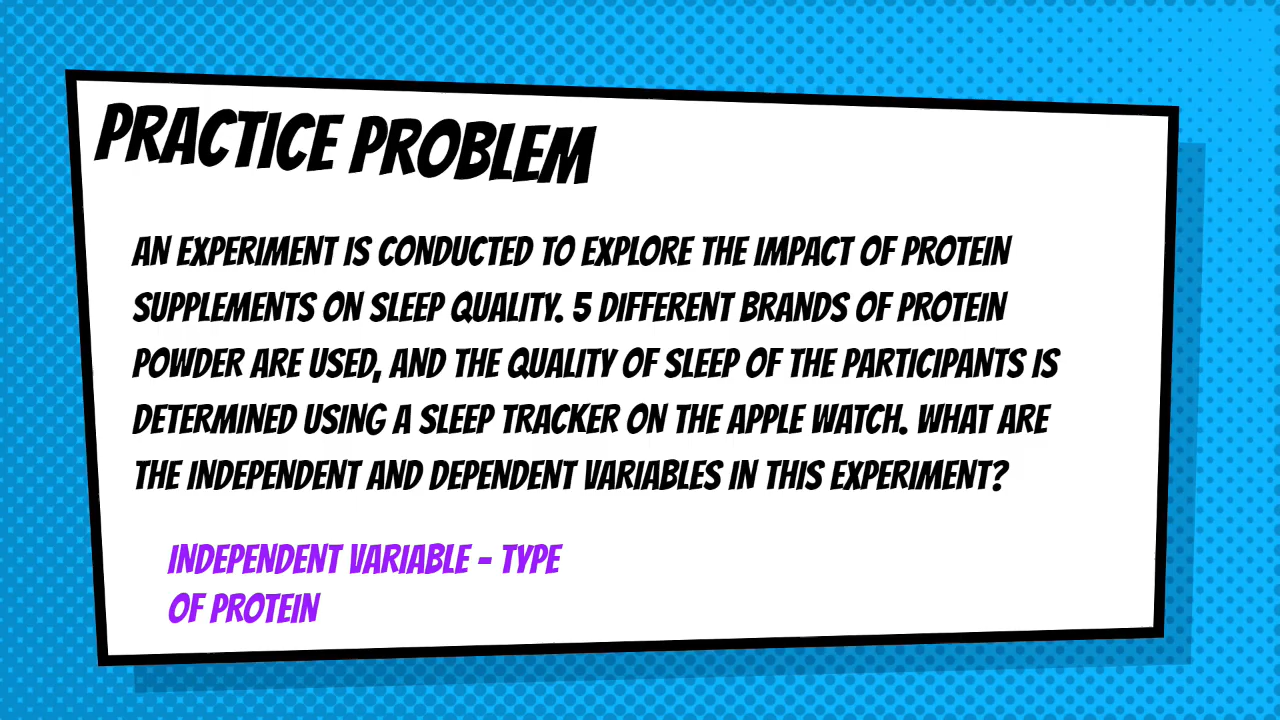 PRACTICE PROBLEM
AN EXPERIMENT IS CONDUCTED TO EXPLORE THE IMPACT OF PROTEIN
SUPPLEMENTS ON SLEEP QUALITY. 5 DIFFERENT BRANDS OF PROTEIN
POWDER ARE USED, AND THE QUALITY OF SLEEP OF THE PARTICIPANTS IS
DETERMINED USING A SLEEP TRACKER ON THE APPLE WATCH. WHAT ARE
THE INDEPENDENT AND DEPENDENT VARIABLES IN THIS EXPERIMENT?
INDEPENDENT VARIABLE - TYPE
OF PROTEIN